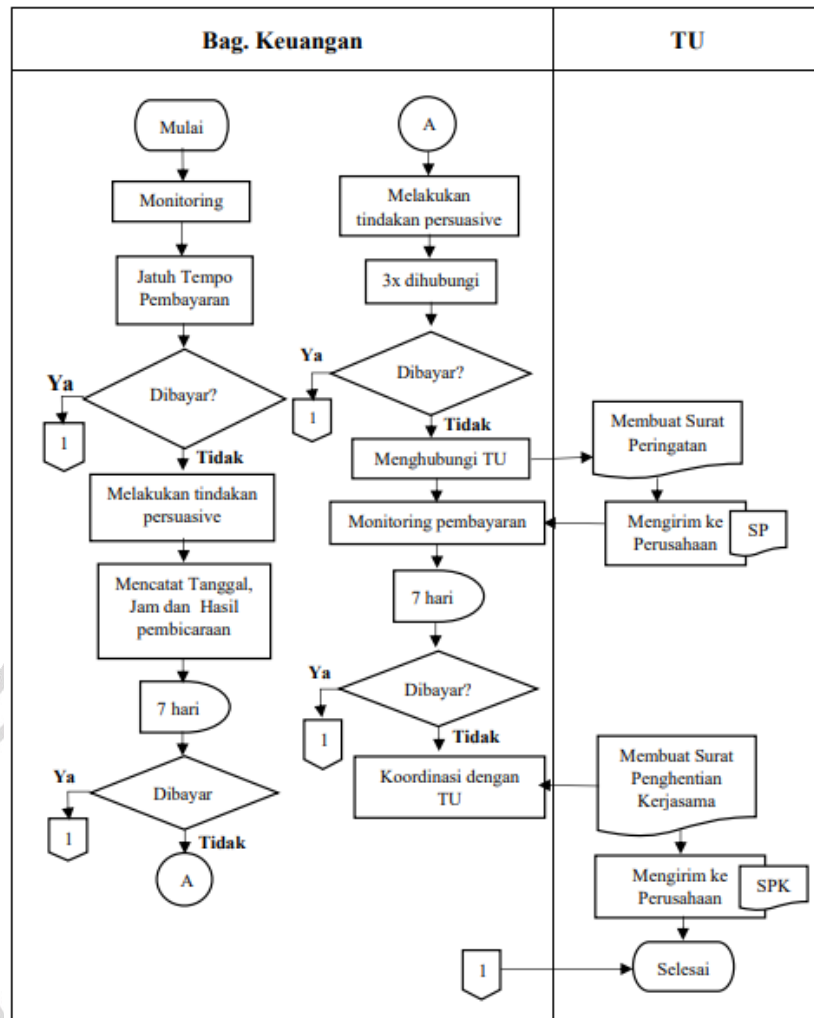 Bag. Keuangan
TU
Mulai
Monitoring
Jatuh Tempo
Pembayaran
Dibayar?
Ya
1
Tidak
Melakukan tindakan
persuasive
Mencatat Tanggal,
Jam dan Hasil
pembicaraan
7 hari
Dibayar
Ya
1
Tidak
A
A
Melakukan
tindakan persuasive
3x dihubungi
Dibayar?
Ya
1
Tidak
Menghubungi TU
Monitoring pembayaran
7 hari
Dibayar?
Ya
1
Tidak
Koordinasi dengan
TU
1
Membuat Surat
Peringatan
Mengirim ke
Perusahaan
SP
Membuat Surat
Penghentian
Kerjasama
Mengirim ke
Perusahaan
SPK
Selesai